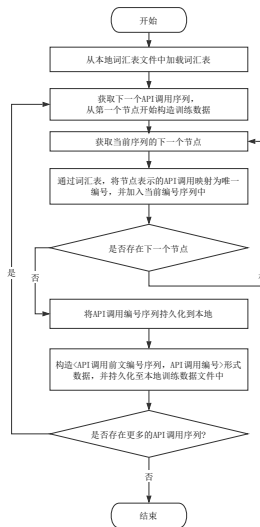 开始
从本地词汇表文件中加载词汇表
获取下一个API调用序列,
从第一个节点开始构造训练数据
获取当前序列的下一个节点
通过词汇表，将节点表示的API调用映射为唯一
编号，并加入当前编号序列中
是否存在下一个节点
是
否
将API调用编号序列持久化到本地
构造<API调用前文编号序列，API调用编号>形式
数据，并持久化至本地训练数据文件中
是否存在更多的API调用序列?
否
结束